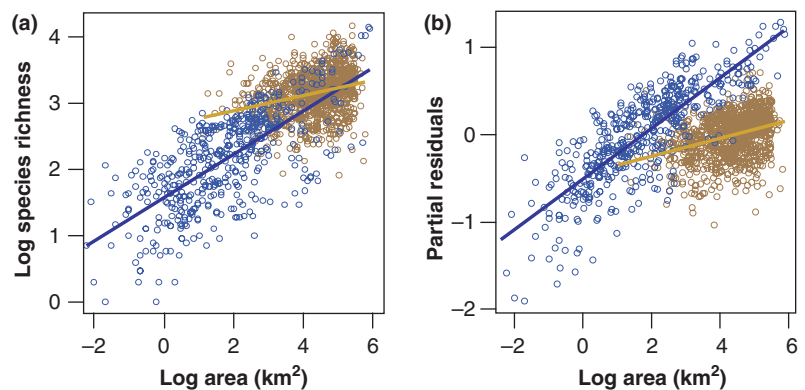 (a)
Log species richness
4
3
2
1
0
−2 0 2 4 6
Log area (km²)
(b)
Partial residuals
1
0
−1
−2
−2 0 2 4 6
Log area (km²)